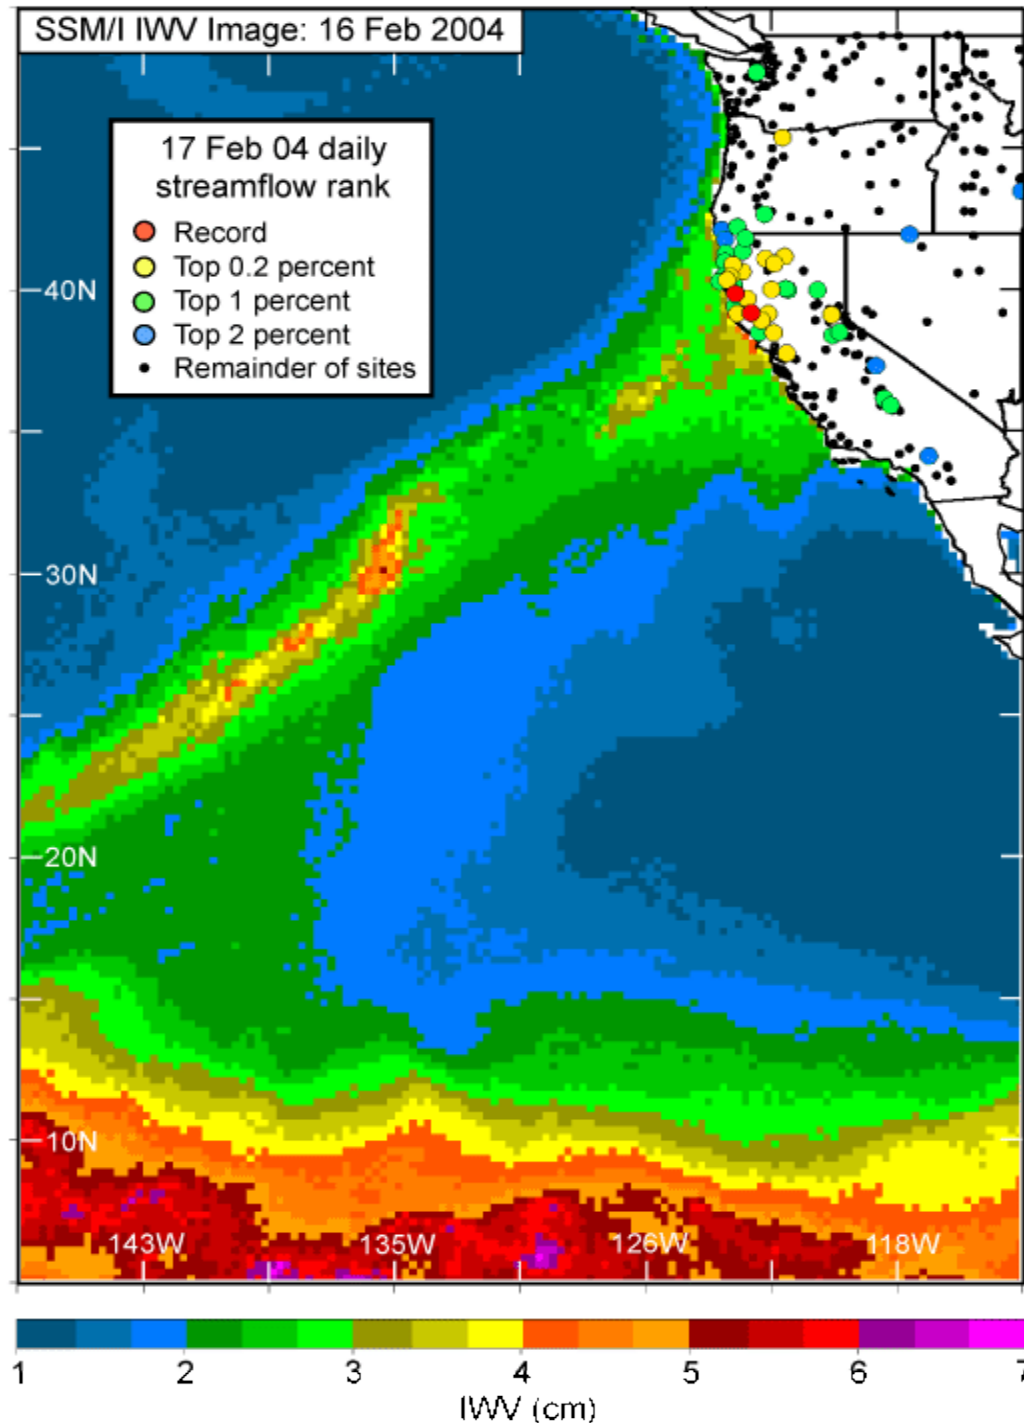 SSM/I IWV Image: 16 Feb 2004
17 Feb 04 daily
streamflow rank
Record
Top 0.2 percent
Top 1 percent
Top 2 percent
Remainder of sites
40N
30N
20N
10N
143W 135W 126W 118W
1 2 3 4 5 6 7
IWV (cm)